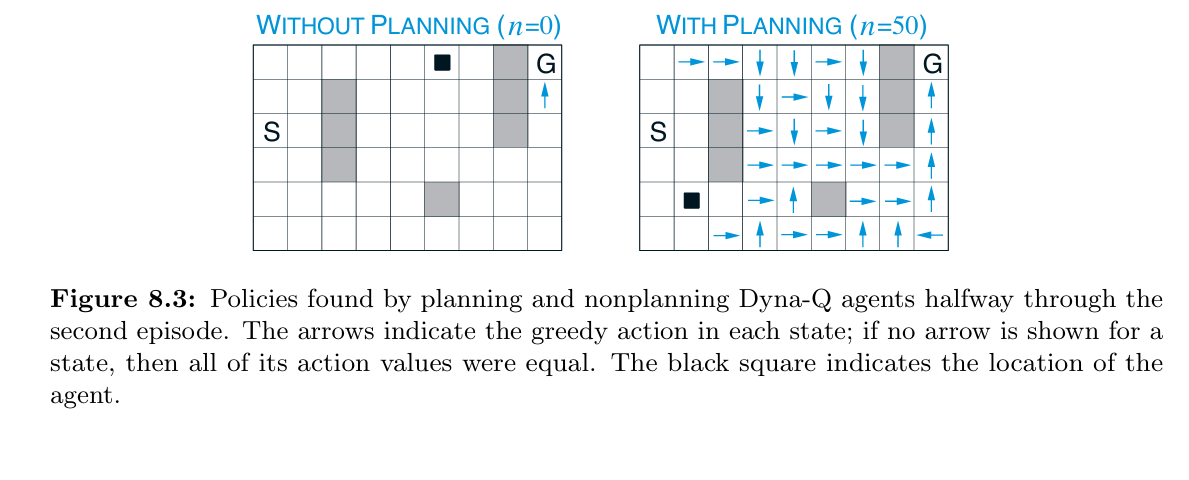 WITHOUT PLANNING (n=0) WITH PLANNING (n=50)
G G
S S
Figure 8.3: Policies found by planning and nonplanning Dyna-Q agents halfway through the
second episode. The arrows indicate the greedy action in each state; if no arrow is shown for a
state, then all of its action values were equal. The black square indicates the location of the
agent.